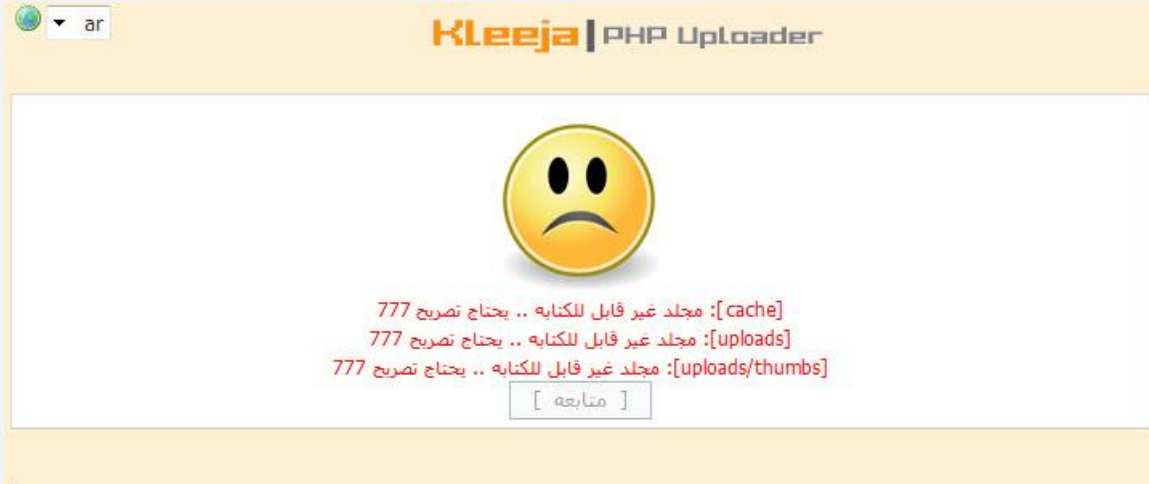 ar
Kleeja | PHP Uploader
[cache]: مجلد غير قابل للكتابه .. يحتاج تصريح 777
[uploads]: مجلد غير قابل للكتابه .. يحتاج تصريح 777
[uploads/thumbs]: مجلد غير قابل للكتابه .. يحتاج تصريح 777
[ متابعه ]